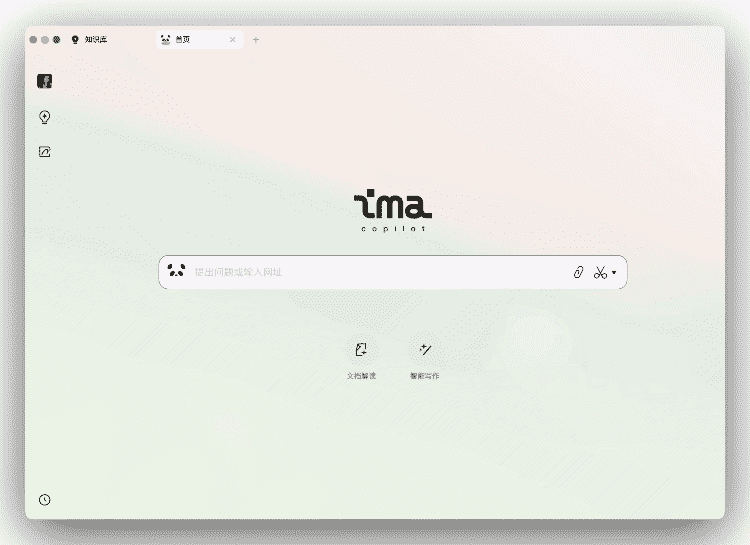 知识库
首页
ima
copilot
提出问题或输入网址
文档解读
智能写作